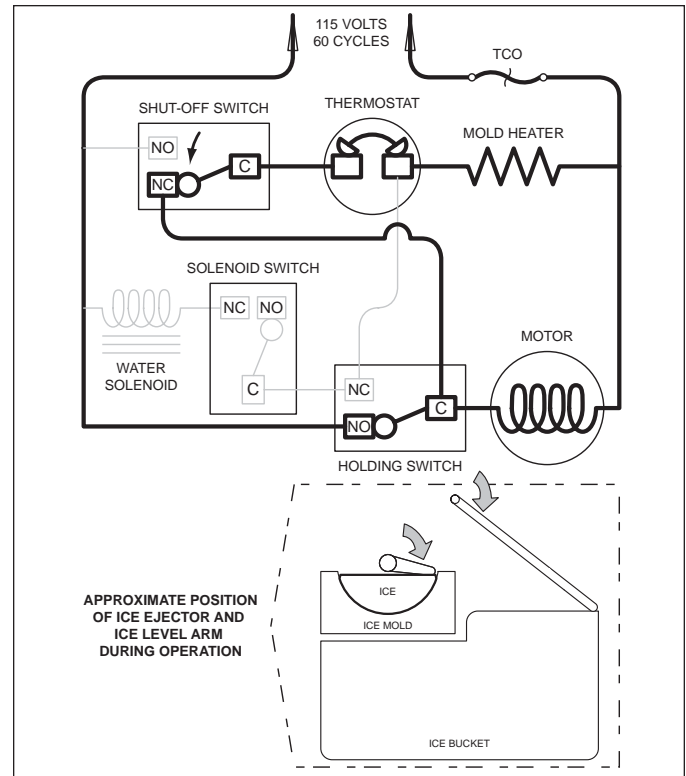 115 VOLTS
60 CYCLES
TCO
SHUT-OFF SWITCH
THERMOSTAT
MOLD HEATER
NO
C
NC
SOLENOID SWITCH
NC
NO
MOTOR
WATER
SOLENOID
C
NC
C
NO
HOLDING SWITCH
APPROXIMATE POSITION
OF ICE EJECTOR AND
ICE LEVEL ARM
DURING OPERATION
ICE
ICE MOLD
ICE BUCKET